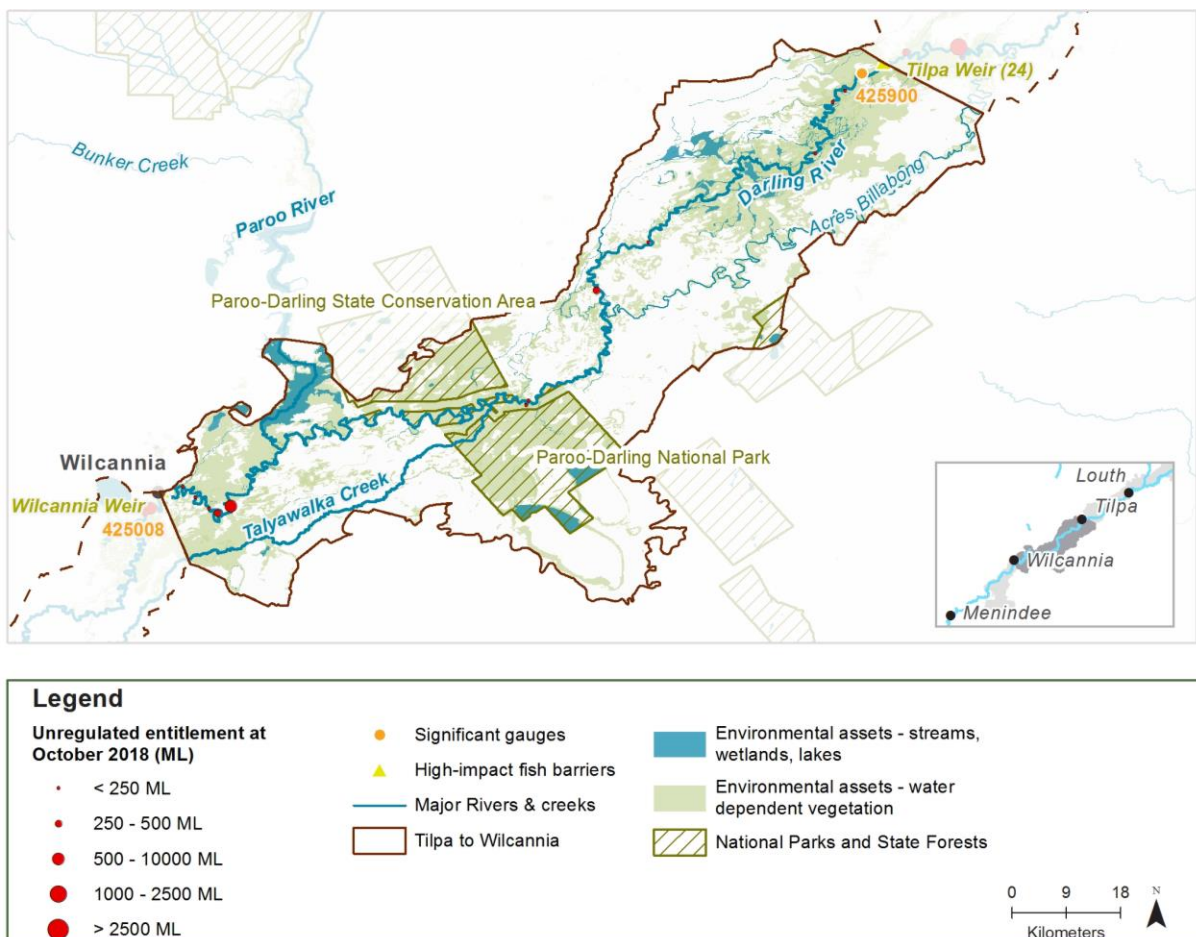 Tilpa Weir (24)
425900
Bunker Creek
Darling River
Acres Billabong
Paroo River
Paroo-Darling State Conservation Area
Paroo-Darling National Park
Wilcannia
Wilcannia Weir
425008
Talyawalka Creek
Louth
Tilpa
Wilcannia
Menindee
Legend
Unregulated entitlement at
October 2018 (ML)
< 250 ML
250 - 500 ML
500 - 10000 ML
1000 - 2500 ML
> 2500 ML
Significant gauges
High-impact fish barriers
Major Rivers & creeks
Tilpa to Wilcannia
Environmental assets - streams,
wetlands, lakes
Environmental assets - water
dependent vegetation
National Parks and State Forests
0 9 18
N
Kilometers